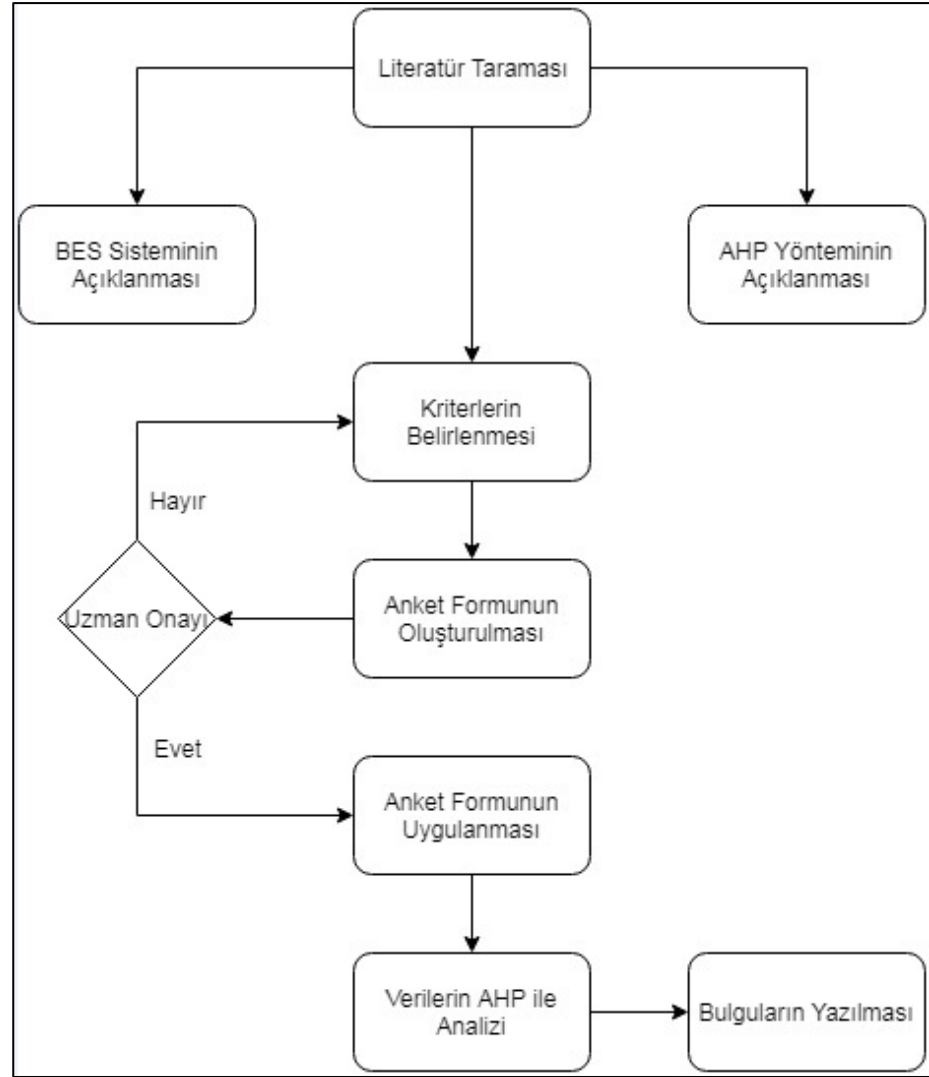 Literatür Taraması
BES Sisteminin
Açıklanması
AHP Yönteminin
Açıklanması
Kriterlerin
Belirlenmesi
Hayır
Uzman Onayı
Anket Formunun
Oluşturulması
Evet
Anket Formunun
Uygulanması
Verilerin AHP ile
Analizi
Bulguların Yazılması